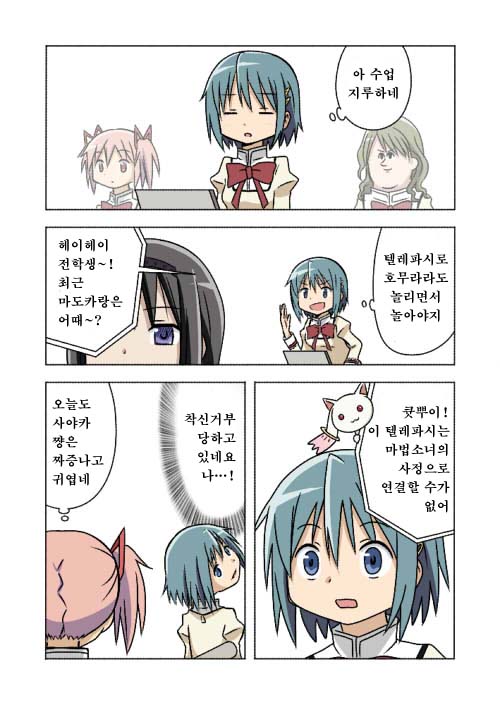 아 수업
지루하네
텔레파시로
호무라라도
놀리면서
놀아야지
헤이헤이
전학생~!
최근
마도카랑은
어때~?
큣뿌이!
이 텔레파시는
마법소녀의
사정으로
연결할 수가
없어
착신거부
당하고
있네요
나…!
오늘도
사야카
쨩은
짜증나고
귀엽네